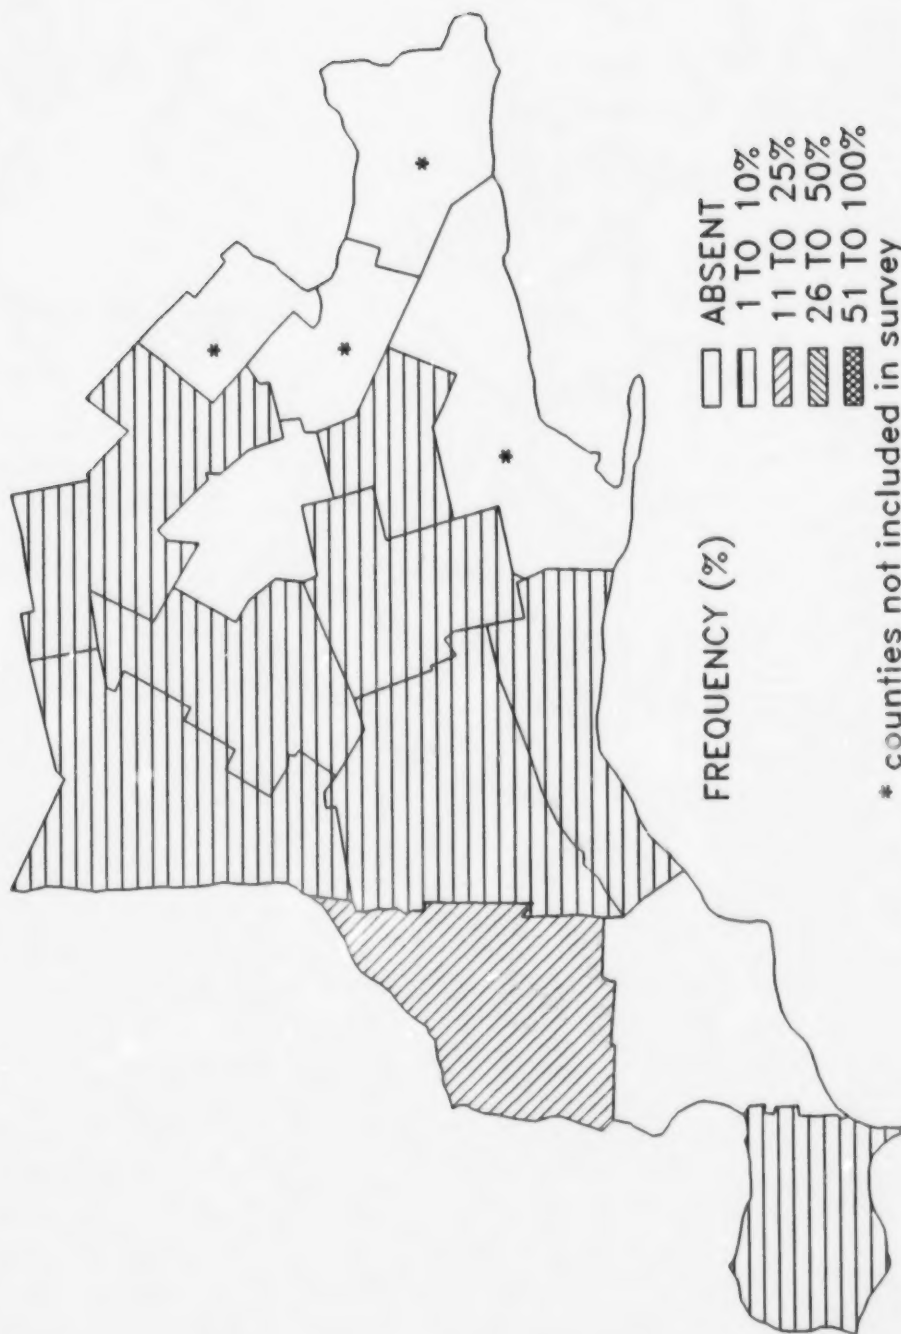 FREQUENCY (%)
ABSENT
1 TO 10%
11 TO 25%
26 TO 50%
51 TO 100%
* counties not included in survey
*
*
*
*